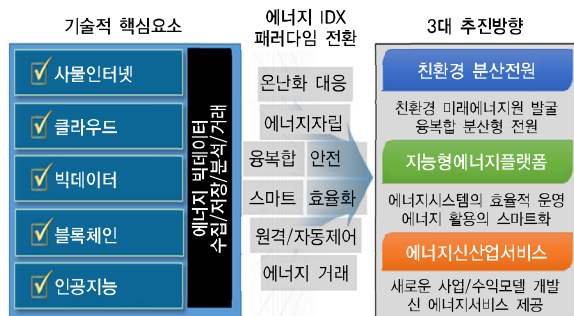 기술적 핵심요소
사물인터넷
클라우드
빅데이터
블록체인
인공지능
에너지 빅데이터
수집/저장/분석/거래
에너지 IDX
패러다임 전환
온난화 대응
에너지자립
융복합 안전
스마트 효율화
원격/자동제어
에너지 거래
3대 추진방향
친환경 분산전원
친환경 미래에너지원 발굴
융복합 분산형 전원
지능형에너지플랫폼
에너지시스템의 효율적 운영
에너지 활용의 스마트화
에너지신산업서비스
새로운 사업/수익모델 개발
신 에너지서비스 제공